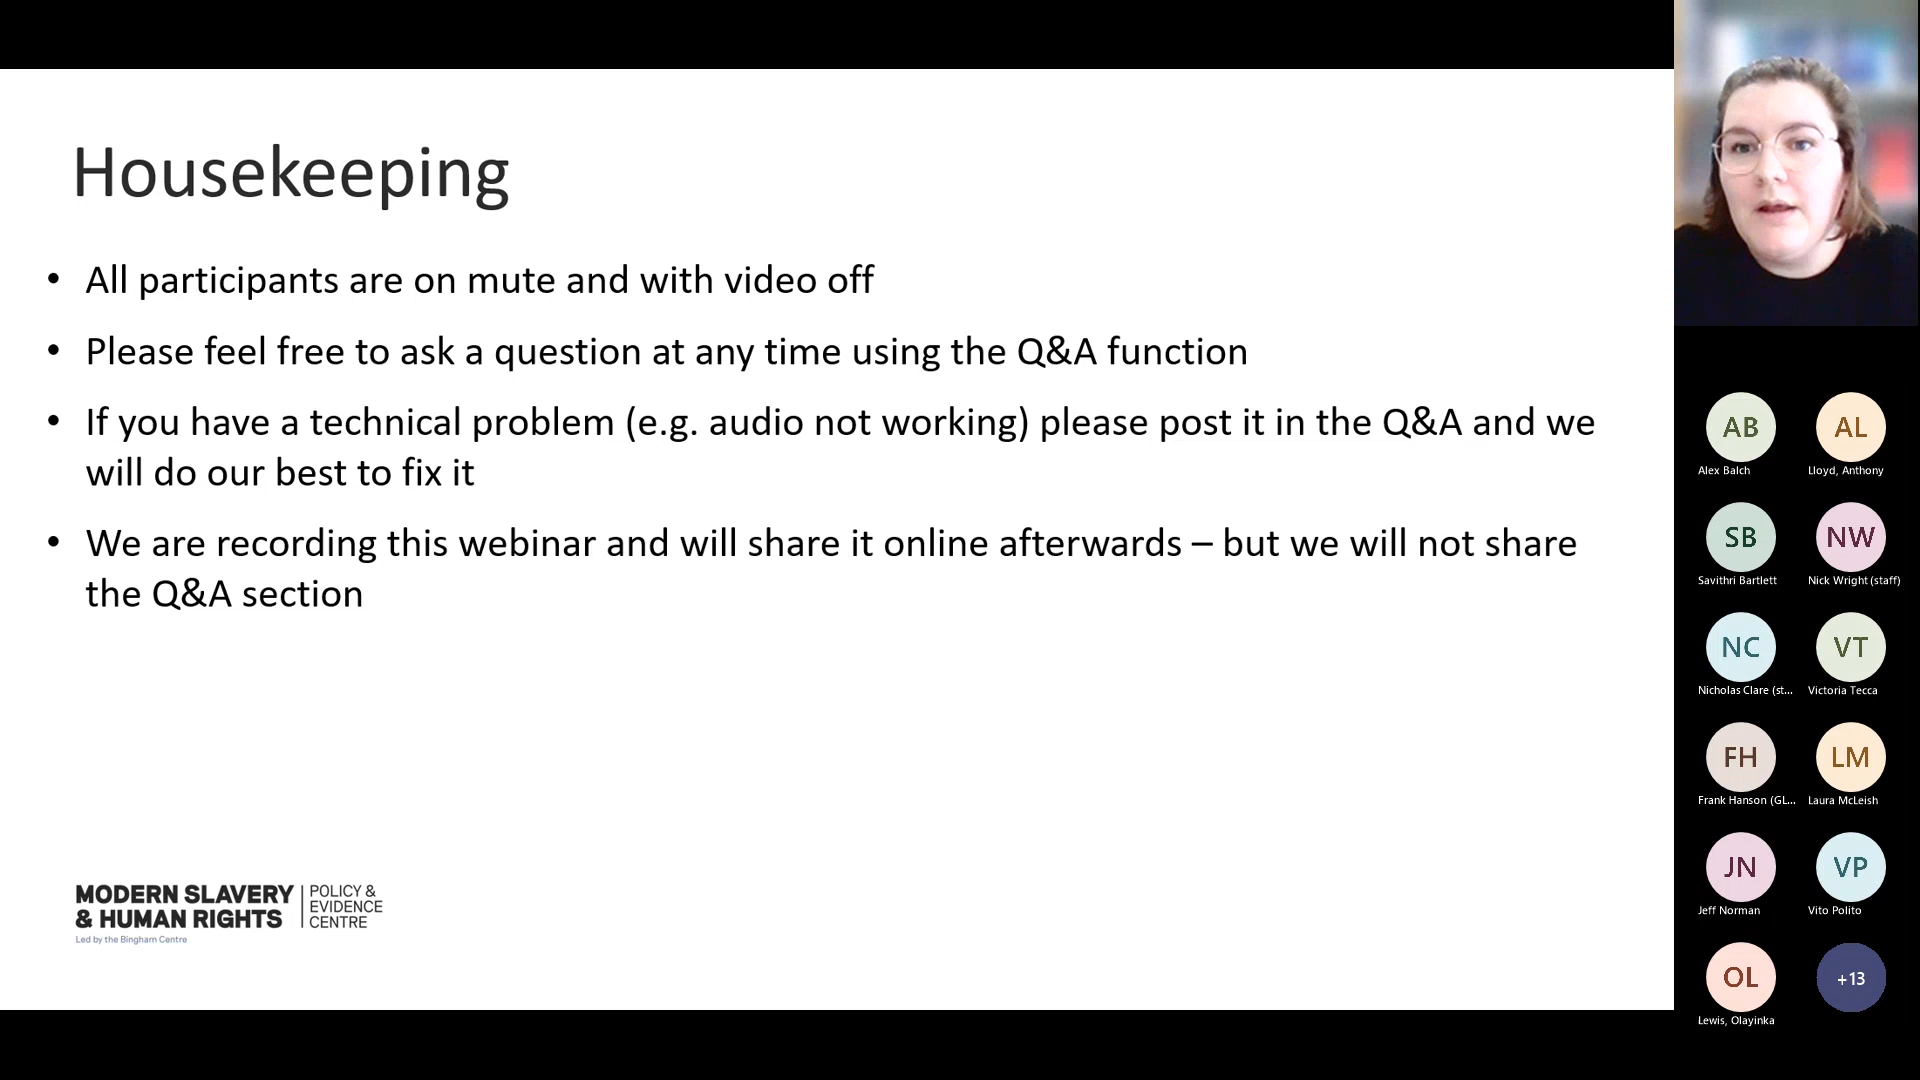 Housekeeping
• All participants are on mute and with video off
• Please feel free to ask a question at any time using the Q&A function
• If you have a technical problem (e.g. audio not working) please post it in the Q&A and we
will do our best to fix it
• We are recording this webinar and will share it online afterwards – but we will not share
the Q&A section
MODERN SLAVERY
& HUMAN RIGHTS
POLICY &
EVIDENCE
CENTRE
Led by the Bingham Centre
AB
Alex Balch
AL
Lloyd, Anthony
SB
Savithri Bartlett
NW
Nick Wright (staff)
NC
Nicholas Clare (st...
VT
Victoria Tecca
FH
Frank Hanson (GL...
LM
Laura McLeish
JN
Jeff Norman
VP
Vito Polito
OL
Lewis, Olayinka
+13